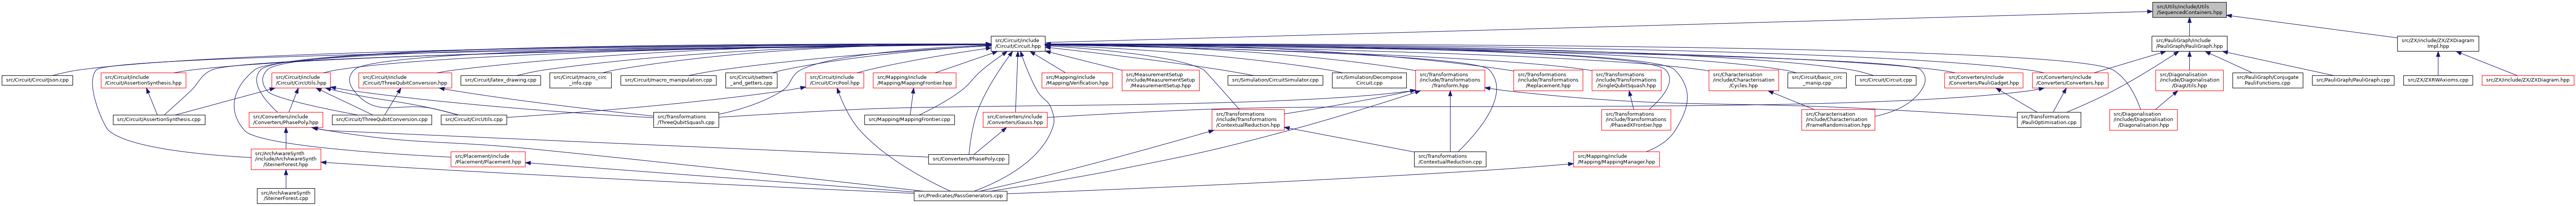 src/Utils/include/Utils
/SequencedContainers.hpp
src/Circuit/include
/Circuit/Circuit.hpp
src/PauliGraph/include
/PauliGraph/PauliGraph.hpp
src/ZX/include/ZX/ZXDiagram
Impl.hpp
src/Circuit/CircuitJson.cpp
src/Circuit/include
/Circuit/AssertionSynthesis.hpp
src/Circuit/include
/Circuit/CircUtils.hpp
src/Circuit/include
/Circuit/ThreeQubitConversion.hpp
src/Circuit/latex_drawing.cpp
src/Circuit/macro_circ
_info.cpp
src/Circuit/macro_manipulation.cpp
src/Circuit/setters
_and_getters.cpp
src/Circuit/include
/Circuit/CircPool.hpp
src/Mapping/include
/Mapping/MappingFrontier.hpp
src/Mapping/include
/Mapping/Verification.hpp
src/MeasurementSetup
/include/MeasurementSetup
/MeasurementSetup.hpp
src/Simulation/CircuitSimulator.cpp
src/Simulation/Decompose
Circuit.cpp
src/Transformations
/include/Transformations
/Transform.hpp
src/Transformations
/include/Transformations
/Replacement.hpp
src/Transformations
/include/Transformations
/SingleQubitSquash.hpp
src/Characterisation
/include/Characterisation
/Cycles.hpp
src/Circuit/basic_circ
_manip.cpp
src/Circuit/Circuit.cpp
src/Converters/include
/Converters/PauliGadget.hpp
src/Converters/include
/Converters/Converters.hpp
src/Diagonalisation
/include/Diagonalisation
/DiagUtils.hpp
src/PauliGraph/Conjugate
PauliFunctions.cpp
src/PauliGraph/PauliGraph.cpp
src/ZX/ZXRWAxioms.cpp
src/ZX/include/ZX/ZXDiagram.hpp
src/Circuit/AssertionSynthesis.cpp
src/Converters/include
/Converters/PhasePoly.hpp
src/Circuit/ThreeQubitConversion.cpp
src/Circuit/CircUtils.cpp
src/Transformations
/ThreeQubitSquash.cpp
src/Mapping/MappingFrontier.cpp
src/Converters/include
/Converters/Gauss.hpp
src/Transformations
/include/Transformations
/ContextualReduction.hpp
src/Transformations
/include/Transformations
/PhasedXFrontier.hpp
src/Characterisation
/include/Characterisation
/FrameRandomisation.hpp
src/Transformations
/PauliOptimisation.cpp
src/Diagonalisation
/include/Diagonalisation
/Diagonalisation.hpp
src/ArchAwareSynth
/include/ArchAwareSynth
/SteinerForest.hpp
src/Placement/include
/Placement/Placement.hpp
src/Converters/PhasePoly.cpp
src/Transformations
/ContextualReduction.cpp
src/Mapping/include
/Mapping/MappingManager.hpp
src/ArchAwareSynth
/SteinerForest.cpp
src/Predicates/PassGenerators.cpp